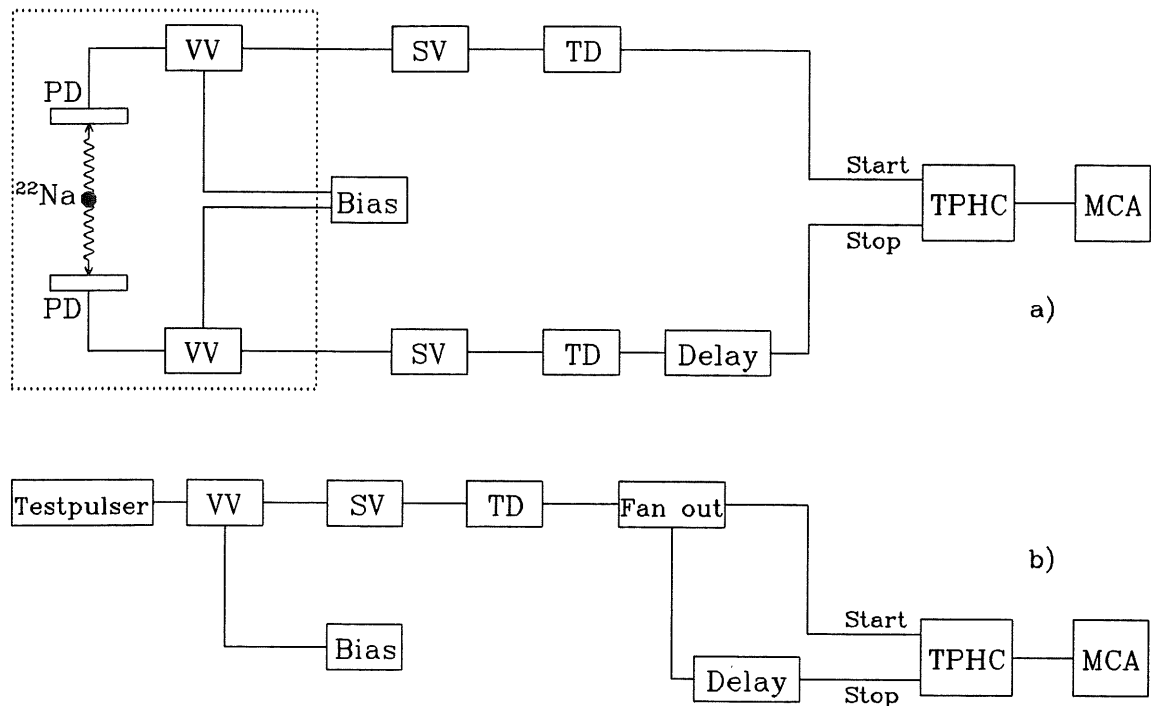 VV
SV
TD
PD
Start
²²Na
Bias
TPHC
MCA
Stop
PD
a)
VV
SV
TD
Delay
Testpulser
VV
SV
TD
Fan out
b)
Start
Bias
TPHC
MCA
Delay
Stop